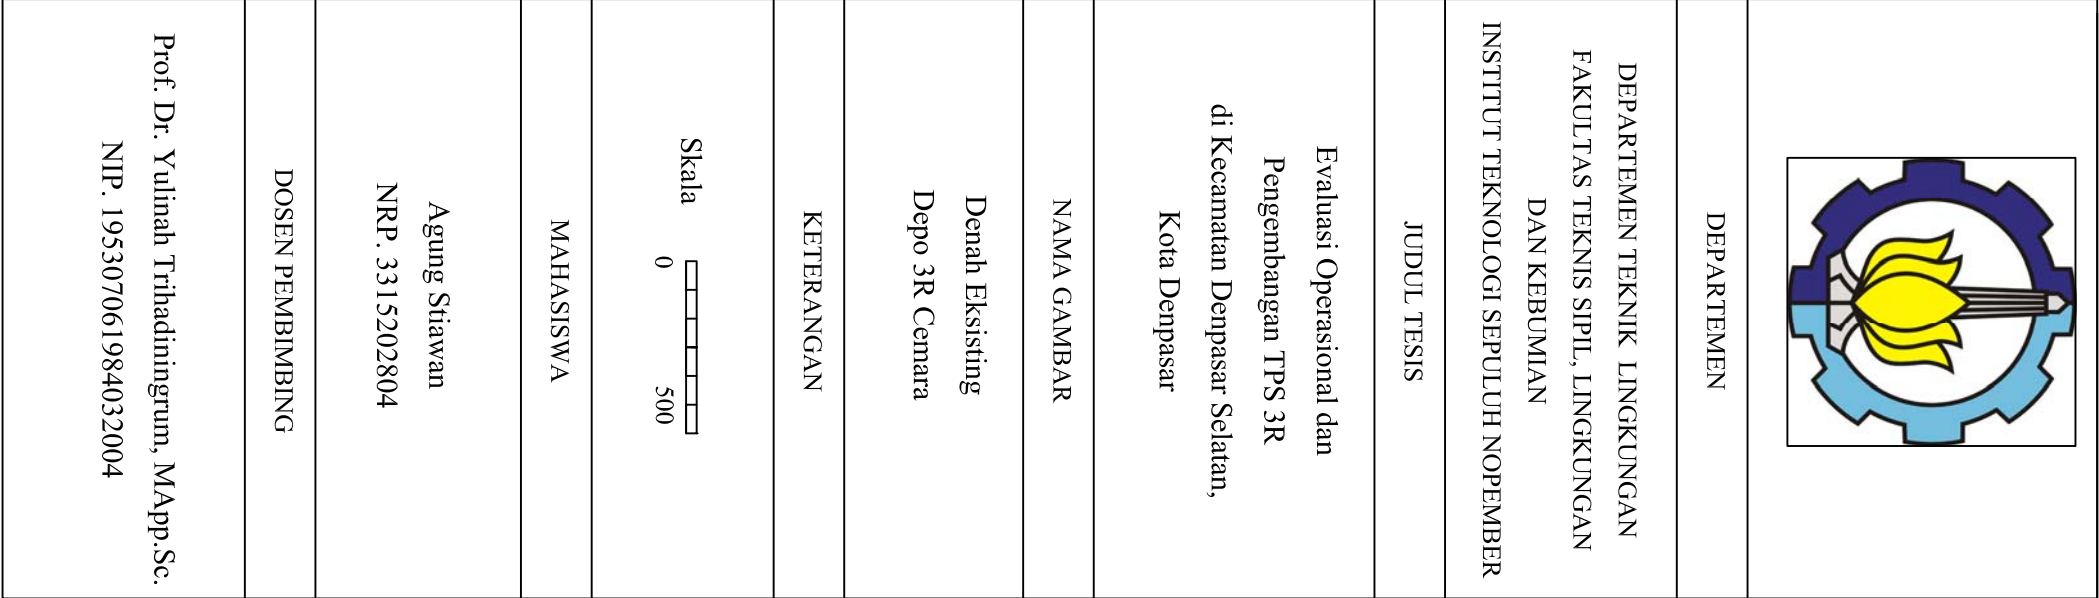 DEPARTEMEN
DEPARTEMEN TEKNIK LINGKUNGAN
FAKULTAS TEKNIS SIPIL, LINGKUNGAN
DAN KEBUMIAN
INSTITUT TEKNOLOGI SEPULUH NOPEMBER
JUDUL TESIS
Evaluasi Operasional dan
Pengembangan TPS 3R
di Kecamatan Denpasar Selatan,
Kota Denpasar
NAMA GAMBAR
Denah Eksisting
Depo 3R Cemara
KETERANGAN
Skala
0 500
MAHASISWA
Agung Stiawan
NRP. 3315202804
DOSEN PEMBIMBING
Prof. Dr. Yulinah Trihadiningrum, MApp.Sc.
NIP. 195307061984032004